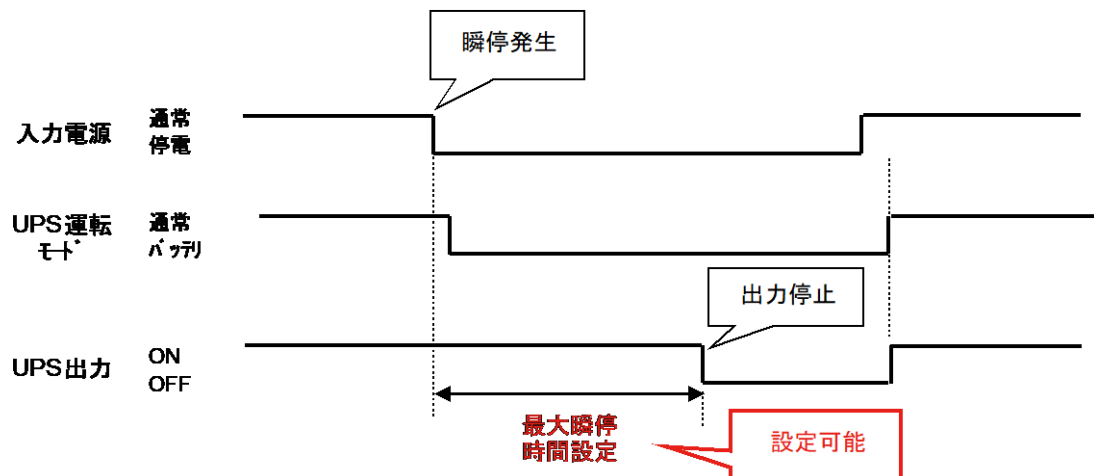 瞬停発生
入力電源
通常
停電
UPS運転
モード
通常
バッテリ
出力停止
UPS出力
ON
OFF
最大瞬停
時間設定
設定可能